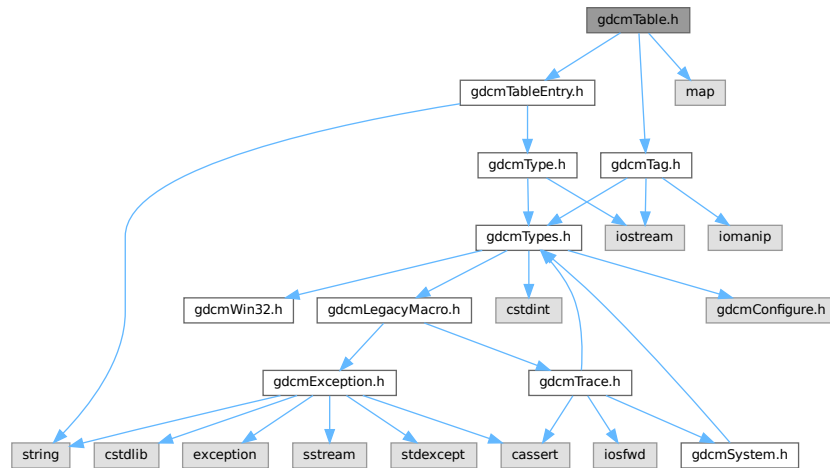 gdcmTable.h
gdcmTableEntry.h
map
gdcmType.h
gdcmTag.h
gdcmTypes.h
iostream
iomanip
gdcmWin32.h
gdcmLegacyMacro.h
cstdint
gdcmConfigure.h
gdcmException.h
gdcmTrace.h
string
cstdlib
exception
sstream
stdexcept
cassert
iosfwd
gdcmSystem.h